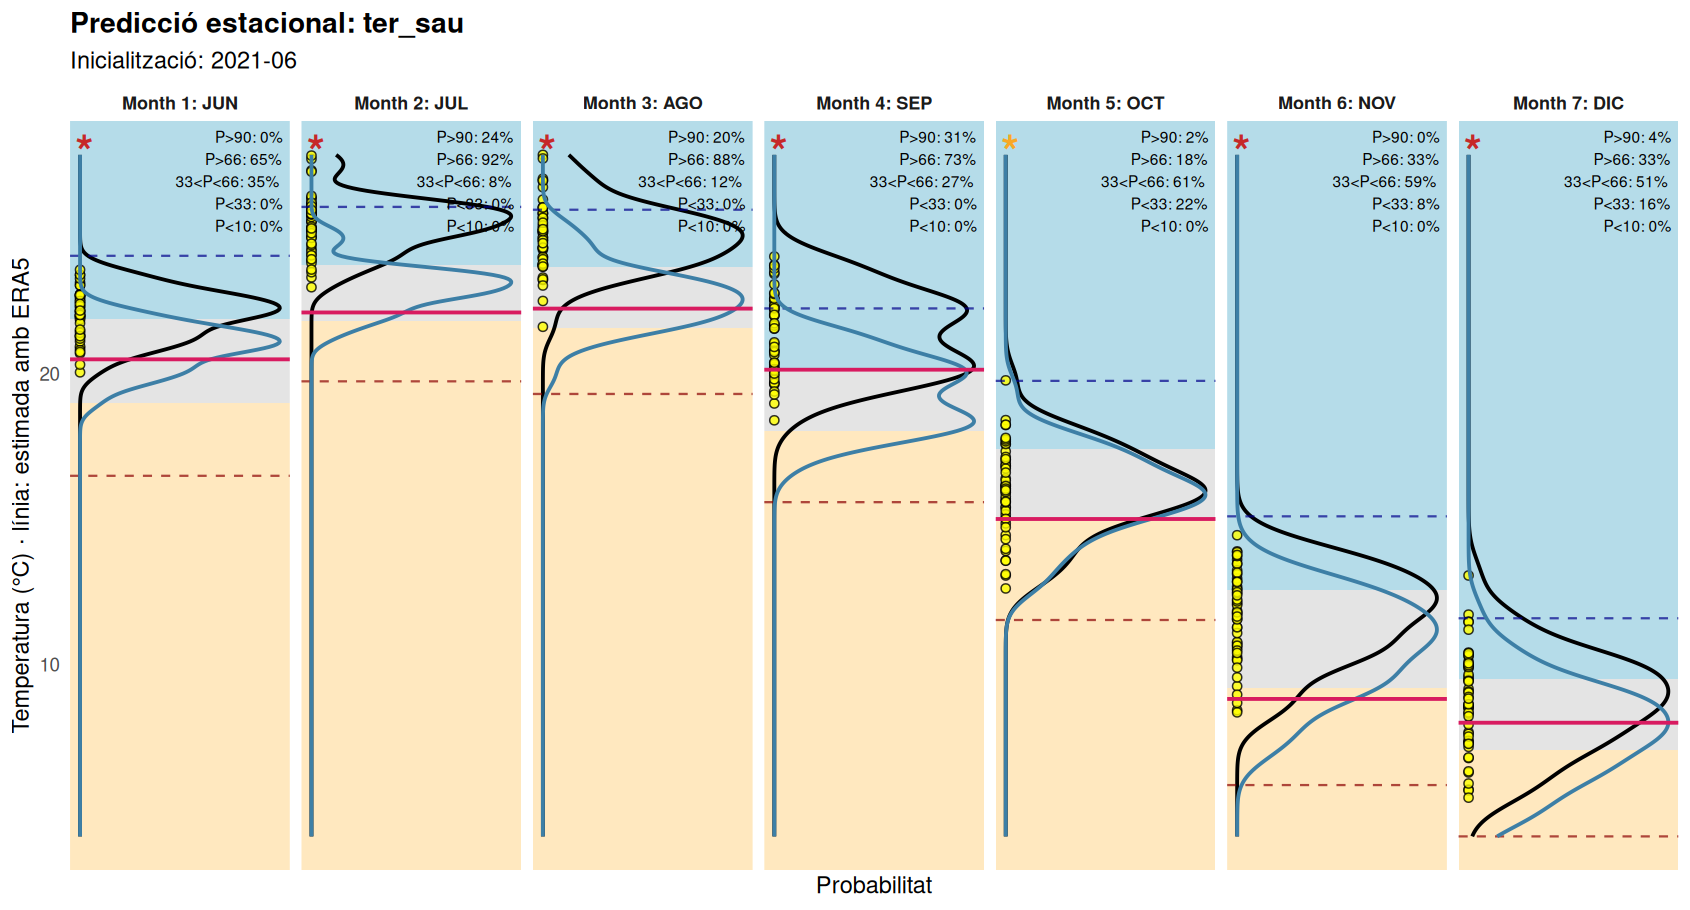 Predicció estacional: ter_sau
Inicialització: 2021-06
Month 1: JUN
Month 2: JUL
Month 3: AGO
Month 4: SEP
Month 5: OCT
Month 6: NOV
Month 7: DIC
P>90: 0%
P>66: 65%
33<P<66: 35%
P<33: 0%
P<10: 0%
P>90: 24%
P>66: 92%
33<P<66: 8%
P<33: 0%
P<10: 0%
P>90: 20%
P>66: 88%
33<P<66: 12%
P<33: 0%
P<10: 0%
P>90: 31%
P>66: 73%
33<P<66: 27%
P<33: 0%
P<10: 0%
P>90: 2%
P>66: 18%
33<P<66: 61%
P<33: 22%
P<10: 0%
P>90: 0%
P>66: 33%
33<P<66: 59%
P<33: 8%
P<10: 0%
P>90: 4%
P>66: 33%
33<P<66: 51%
P<33: 16%
P<10: 0%
Temperatura (°C) · línia: estimada amb ERA5
20
10
Probabilitat